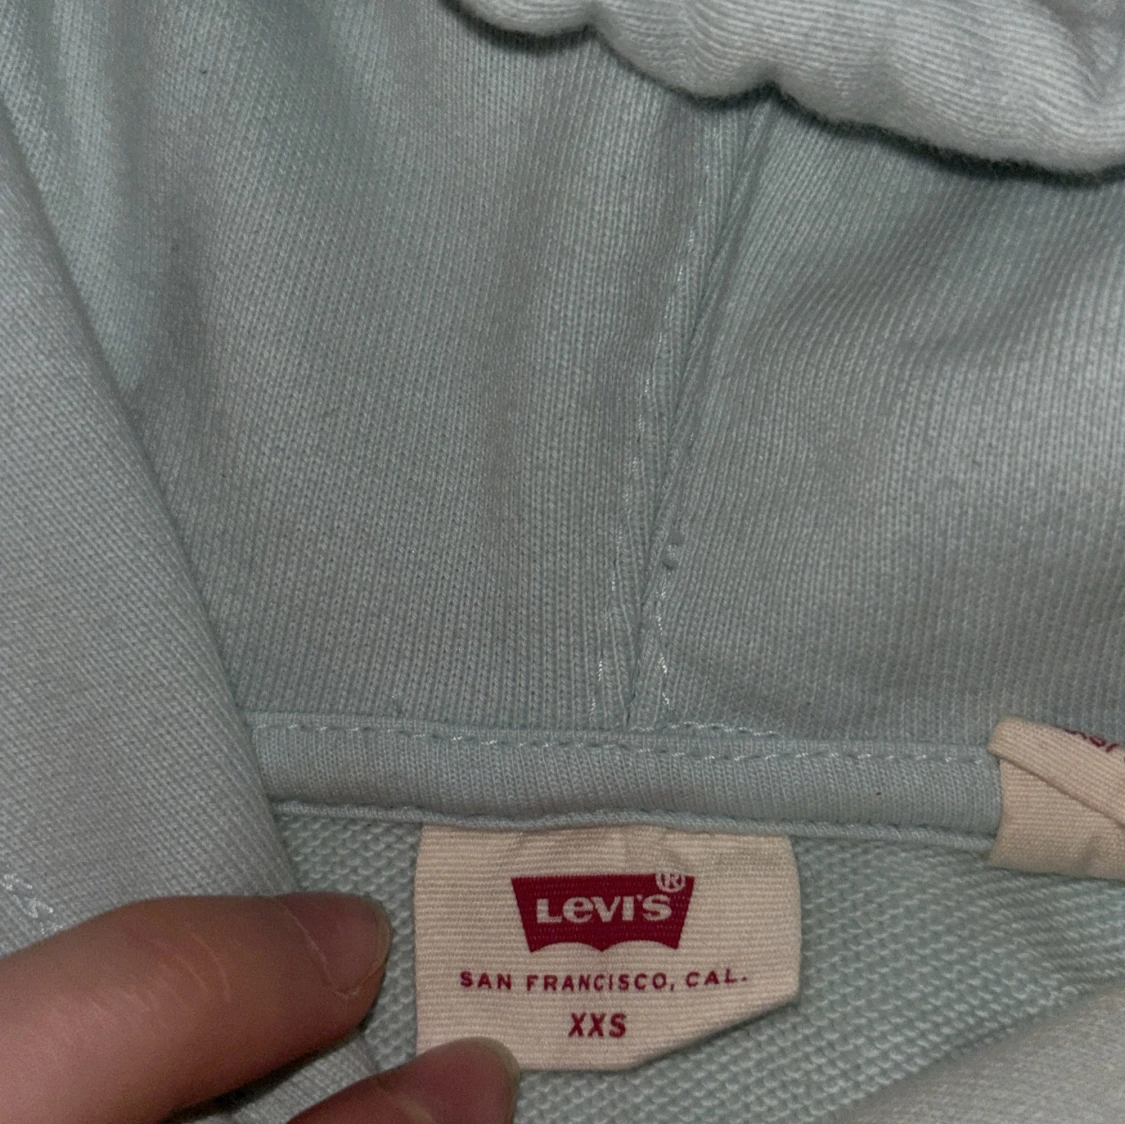 LEVI'S ®
SAN FRANCISCO, CAL.
XXS